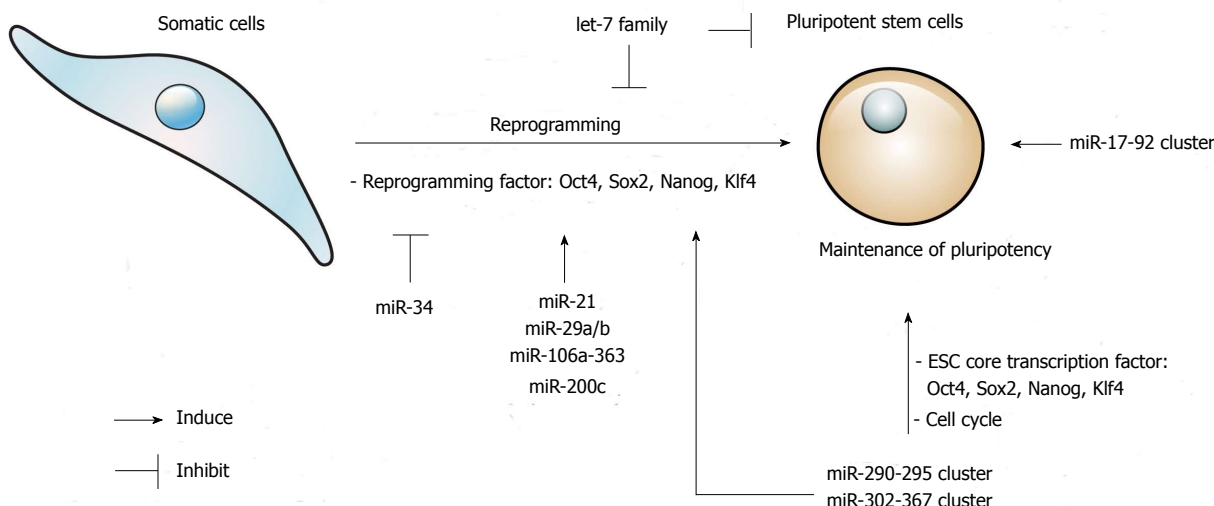 Somatic cells
let-7 family
Pluripotent stem cells
Reprogramming
miR-17-92 cluster
- Reprogramming factor: Oct4, Sox2, Nanog, Klf4
Maintenance of pluripotency
miR-34
miR-21
miR-29a/b
miR-106a-363
miR-200c
- ESC core transcription factor:
Oct4, Sox2, Nanog, Klf4
- Cell cycle
Induce
Inhibit
miR-290-295 cluster
miR-302-367 cluster